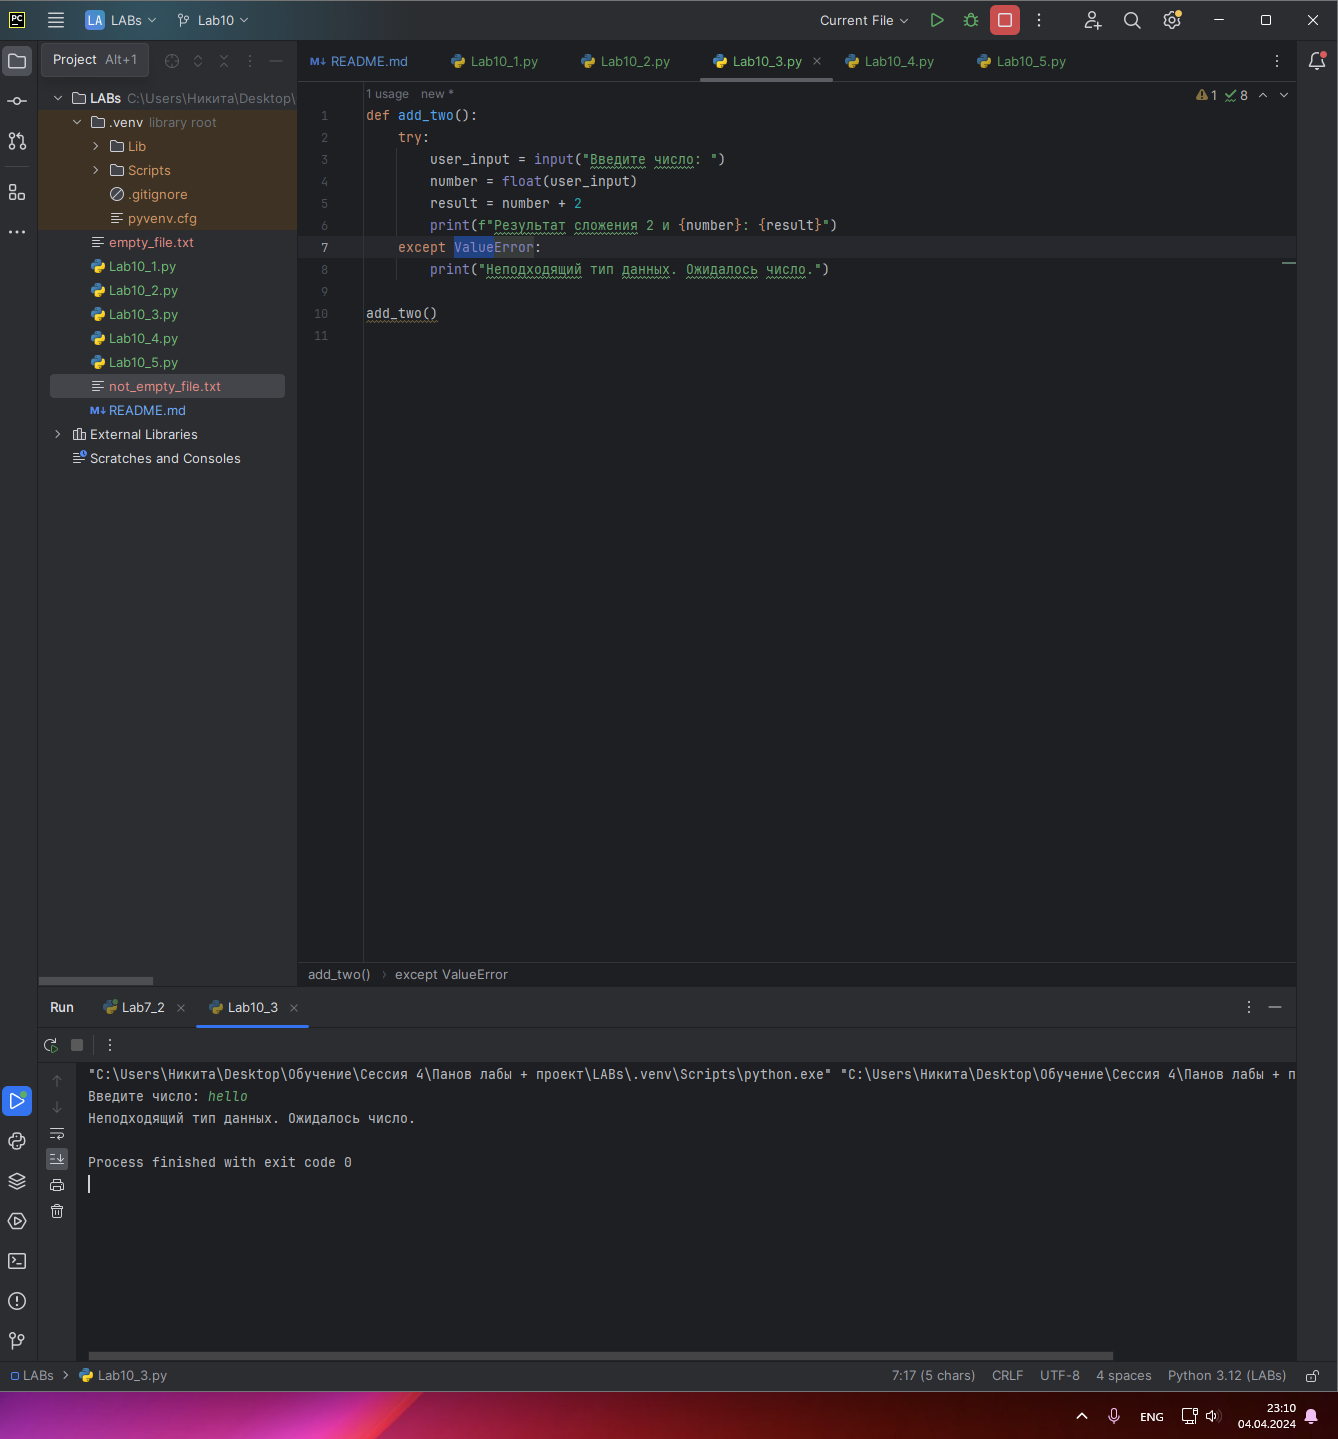 PC
LA LABs
Lab10
Current File
Project Alt+1
M↓ README.md
Lab10_1.py
Lab10_2.py
Lab10_3.py
Lab10_4.py
Lab10_5.py
LABs C:\Users\Никита\Desktop\
.venv library root
Lib
Scripts
.gitignore
pyvenv.cfg
empty_file.txt
Lab10_1.py
Lab10_2.py
Lab10_3.py
Lab10_4.py
Lab10_5.py
not_empty_file.txt
M↓ README.md
External Libraries
Scratches and Consoles
1 usage new *
1 8
1 def add_two():
2 try:
3 user_input = input("Введите число: ")
4 number = float(user_input)
5 result = number + 2
6 print(f"Результат сложения 2 и {number}: {result}")
7 except ValueError:
8 print("Неподходящий тип данных. Ожидалось число.")
9
10 add_two()
11
add_two() › except ValueError
Run
Lab7_2
Lab10_3
"C:\Users\Никита\Desktop\Обучение\Сессия 4\Панов лабы + проект\LABs\.venv\Scripts\python.exe" "C:\Users\Никита\Desktop\Обучение\Сессия 4\Панов лабы + п
Введите число: hello
Неподходящий тип данных. Ожидалось число.
Process finished with exit code 0
LABs > Lab10_3.py
7:17 (5 chars) CRLF UTF-8 4 spaces Python 3.12 (LABs)
ENG
23:10
04.04.2024